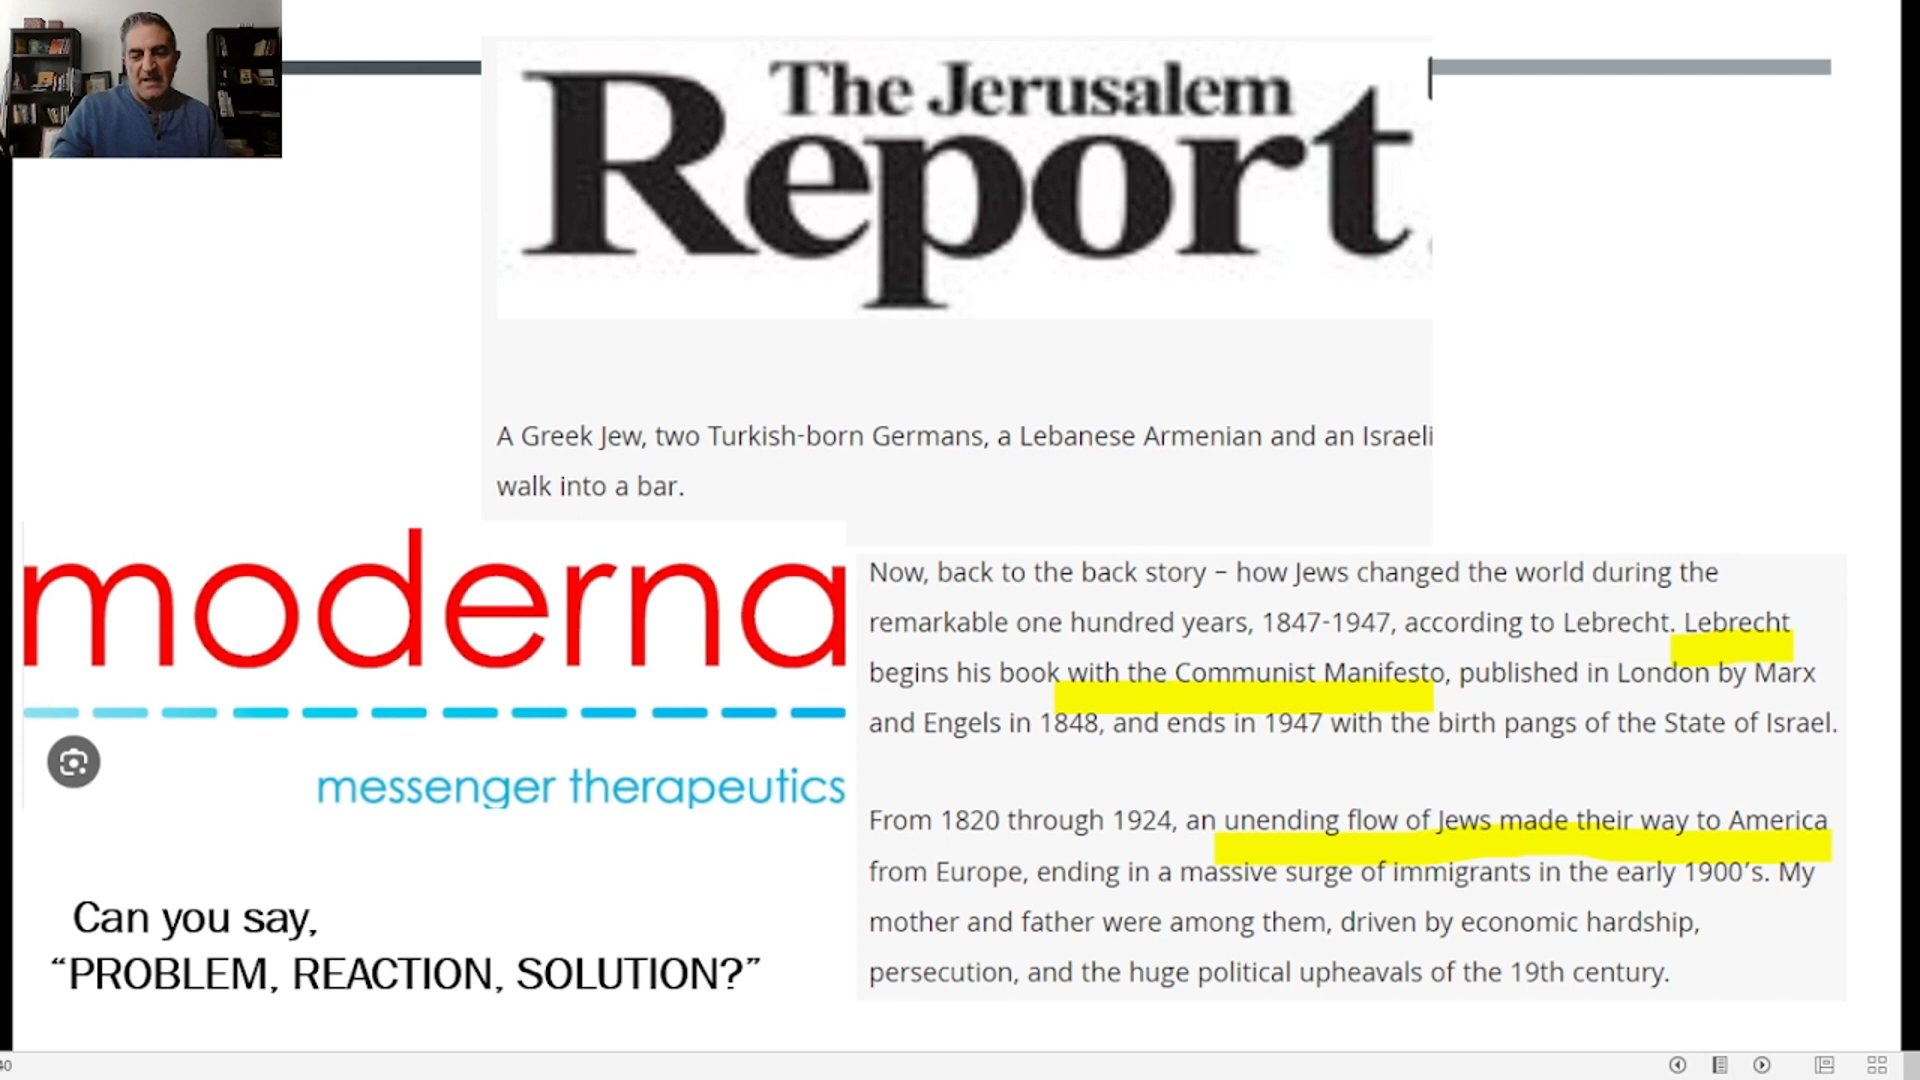 The Jerusalem
Report
A Greek Jew, two Turkish-born Germans, a Lebanese Armenian and an Israeli
walk into a bar.
moderna
messenger therapeutics
Can you say,
“PROBLEM, REACTION, SOLUTION?”
Now, back to the back story – how Jews changed the world during the
remarkable one hundred years, 1847-1947, according to Lebrecht. Lebrecht
begins his book with the Communist Manifesto, published in London by Marx
and Engels in 1848, and ends in 1947 with the birth pangs of the State of Israel.
From 1820 through 1924, an unending flow of Jews made their way to America
from Europe, ending in a massive surge of immigrants in the early 1900’s. My
mother and father were among them, driven by economic hardship,
persecution, and the huge political upheavals of the 19th century.
40